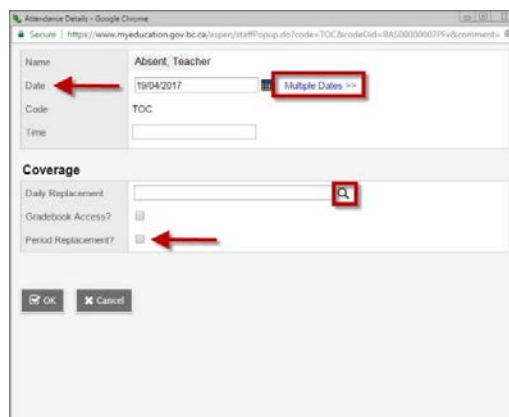 Attendance Details - Google Chrome
Secure | https://www.myeducation.gov.bc.ca/aspen/staffPopup.do?code=TOC&codeOid=
Name Absent, Teacher
Date 19/04/2017 Multiple Dates >>
Code TOC
Time
Coverage
Daily Replacement
Gradebook Access?
Period Replacement?
OK Cancel